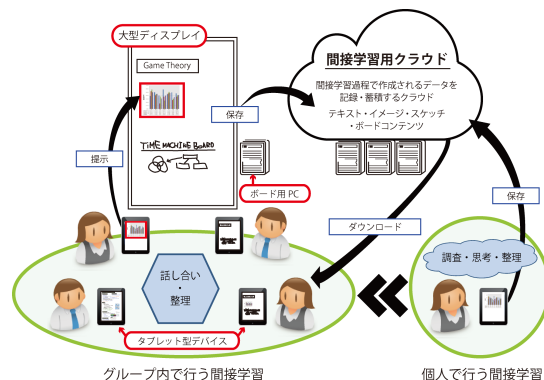 大型ディスプレイ
Game Theory
TiME MACHiNE BOARD
間接学習用クラウド
間接学習過程で作成されるデータを
記録・蓄積するクラウド
テキスト・イメージ・スケッチ
・ボードコンテンツ
保存
提示
ボード用 PC
ダウンロード
保存
話し合い
・
整理
調査・思考・整理
タブレット型デバイス
グループ内で行う間接学習
個人で行う間接学習